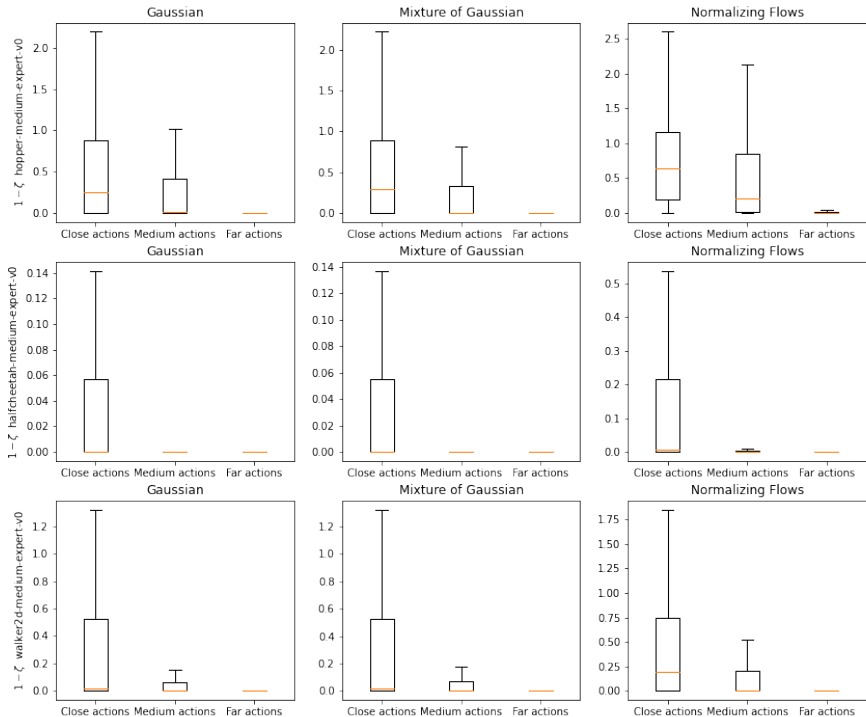 Gaussian
Mixture of Gaussian
Normalizing Flows
1 − ζ hopper-medium-expert-v0
2.0
1.5
1.0
0.5
0.0
Close actions Medium actions Far actions
2.0
1.5
1.0
0.5
0.0
Close actions Medium actions Far actions
2.5
2.0
1.5
1.0
0.5
0.0
Close actions Medium actions Far actions
Gaussian
Mixture of Gaussian
Normalizing Flows
1 − ζ halfcheetah-medium-expert-v0
0.14
0.12
0.10
0.08
0.06
0.04
0.02
0.00
Close actions Medium actions Far actions
0.14
0.12
0.10
0.08
0.06
0.04
0.02
0.00
Close actions Medium actions Far actions
0.5
0.4
0.3
0.2
0.1
0.0
Close actions Medium actions Far actions
Gaussian
Mixture of Gaussian
Normalizing Flows
1 − ζ walker2d-medium-expert-v0
1.2
1.0
0.8
0.6
0.4
0.2
0.0
Close actions Medium actions Far actions
1.2
1.0
0.8
0.6
0.4
0.2
0.0
Close actions Medium actions Far actions
1.75
1.50
1.25
1.00
0.75
0.50
0.25
0.00
Close actions Medium actions Far actions